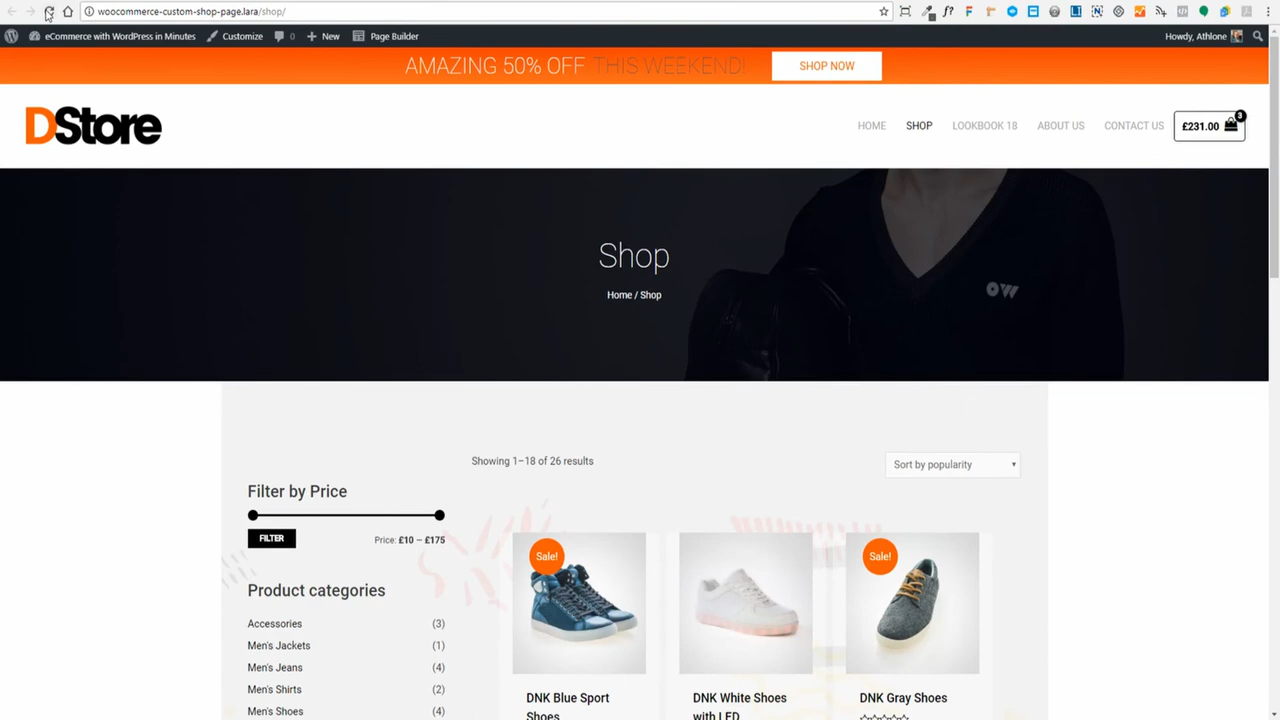 woocommerce-custom-shop-page.lara/shop/
eCommerce with WordPress in Minutes Customize 0 New Page Builder Howdy, Athlone
AMAZING 50% OFF THIS WEEKEND! SHOP NOW
DStore
HOME SHOP LOOKBOOK 18 ABOUT US CONTACT US £231.00 3
OW
Shop
Home / Shop
Showing 1–18 of 26 results
Sort by popularity
Filter by Price
FILTER
Price: £10 — £175
Product categories
Accessories (3)
Men's Jackets (1)
Men's Jeans (4)
Men's Shirts (2)
Men's Shoes (4)
Sale!
Sale!
DNK Blue Sport
Shoes
DNK White Shoes
with LED
DNK Gray Shoes